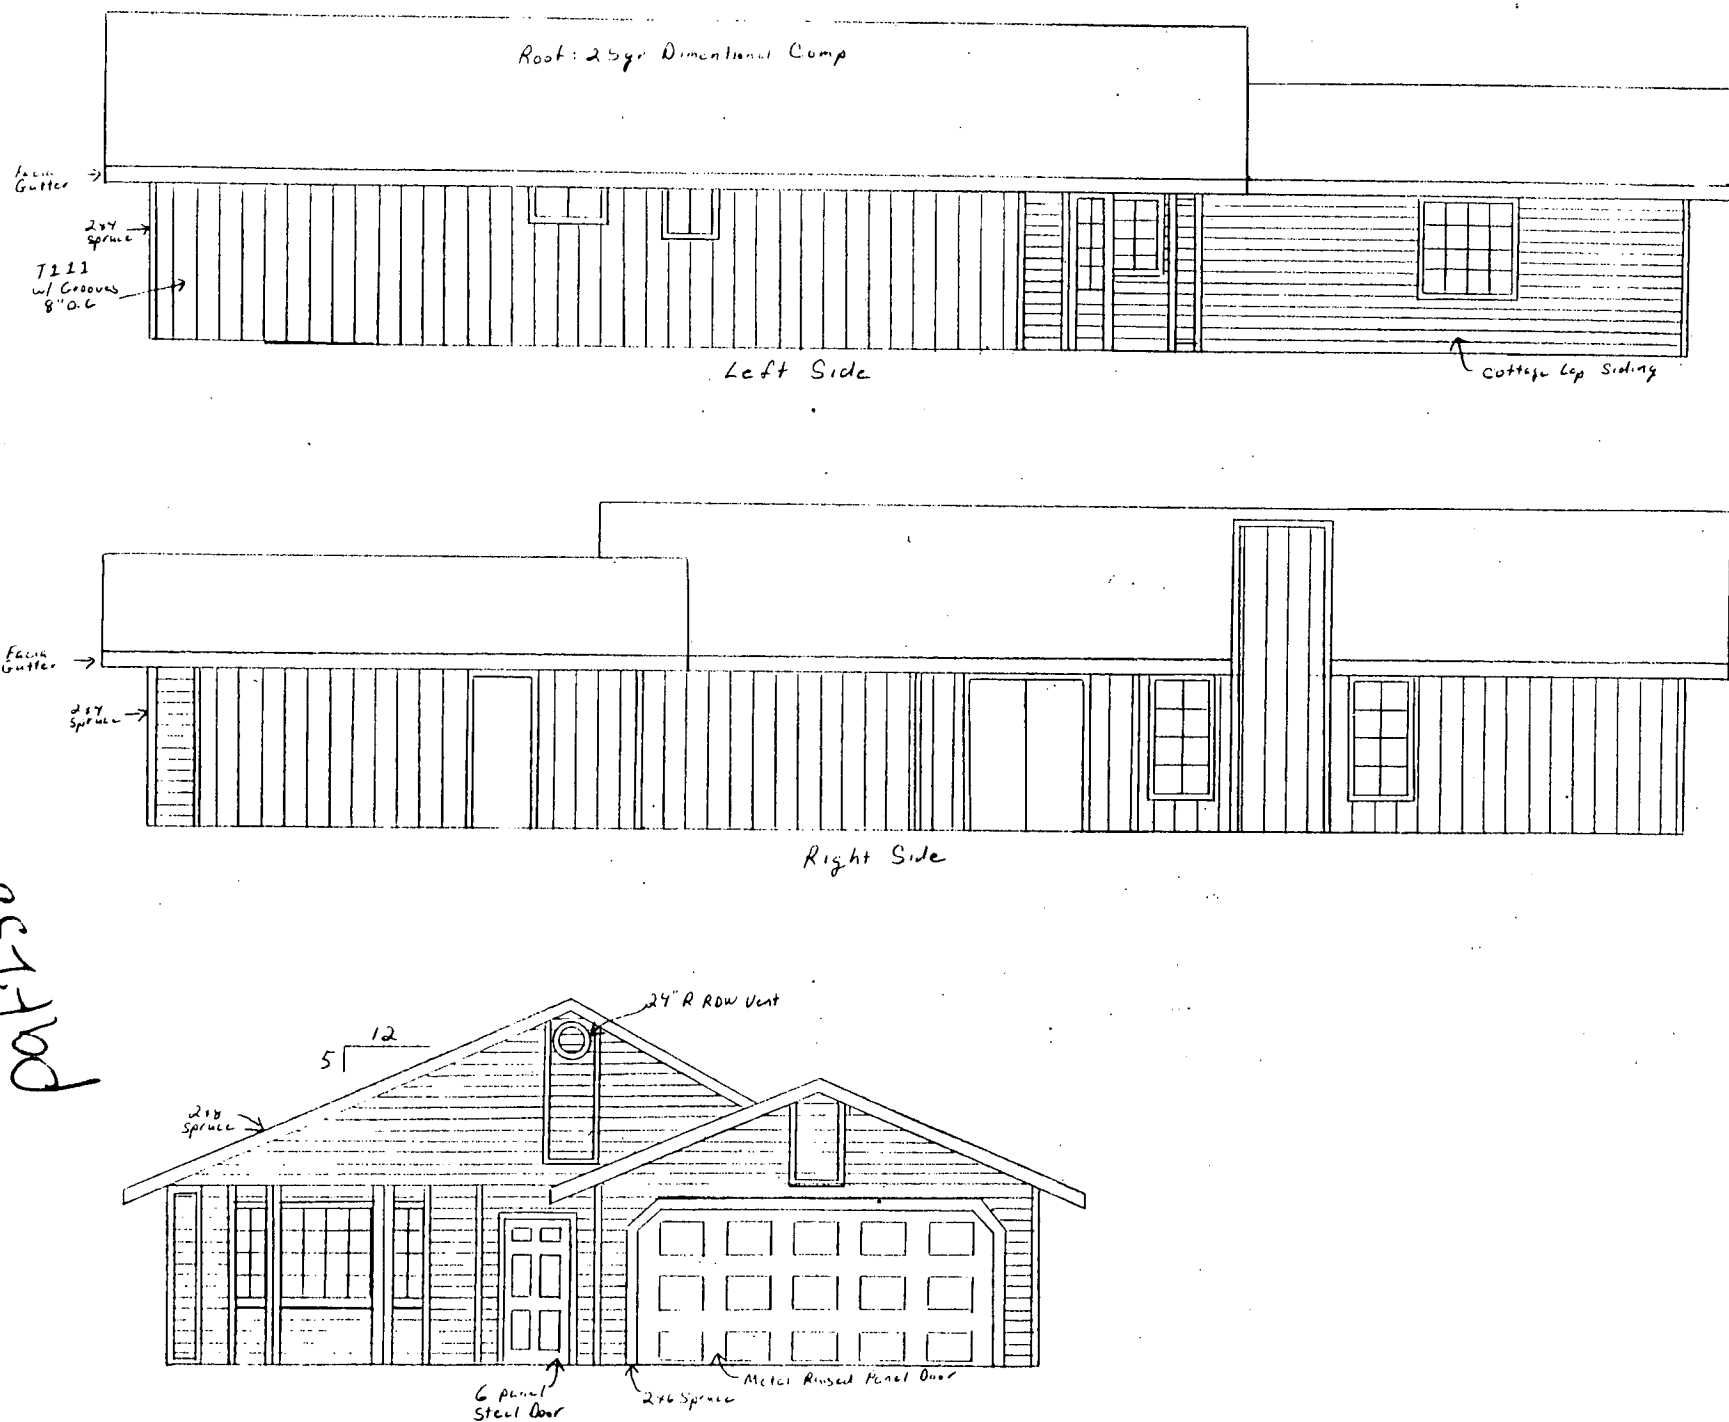 Roof: 25yr Dimentional Comp
Facia
Gutter
2x4
Spruce
T111
w/ Grooves
8" O.C
Left Side
Cottage Lap Siding
Facia
Gutter
2x4
Spruce
Right Side
24" R RDW Vent
12
5
2x8
Spruce
6 panel
Steel Door
2x6 Spruce
Metal Raised Panel Door